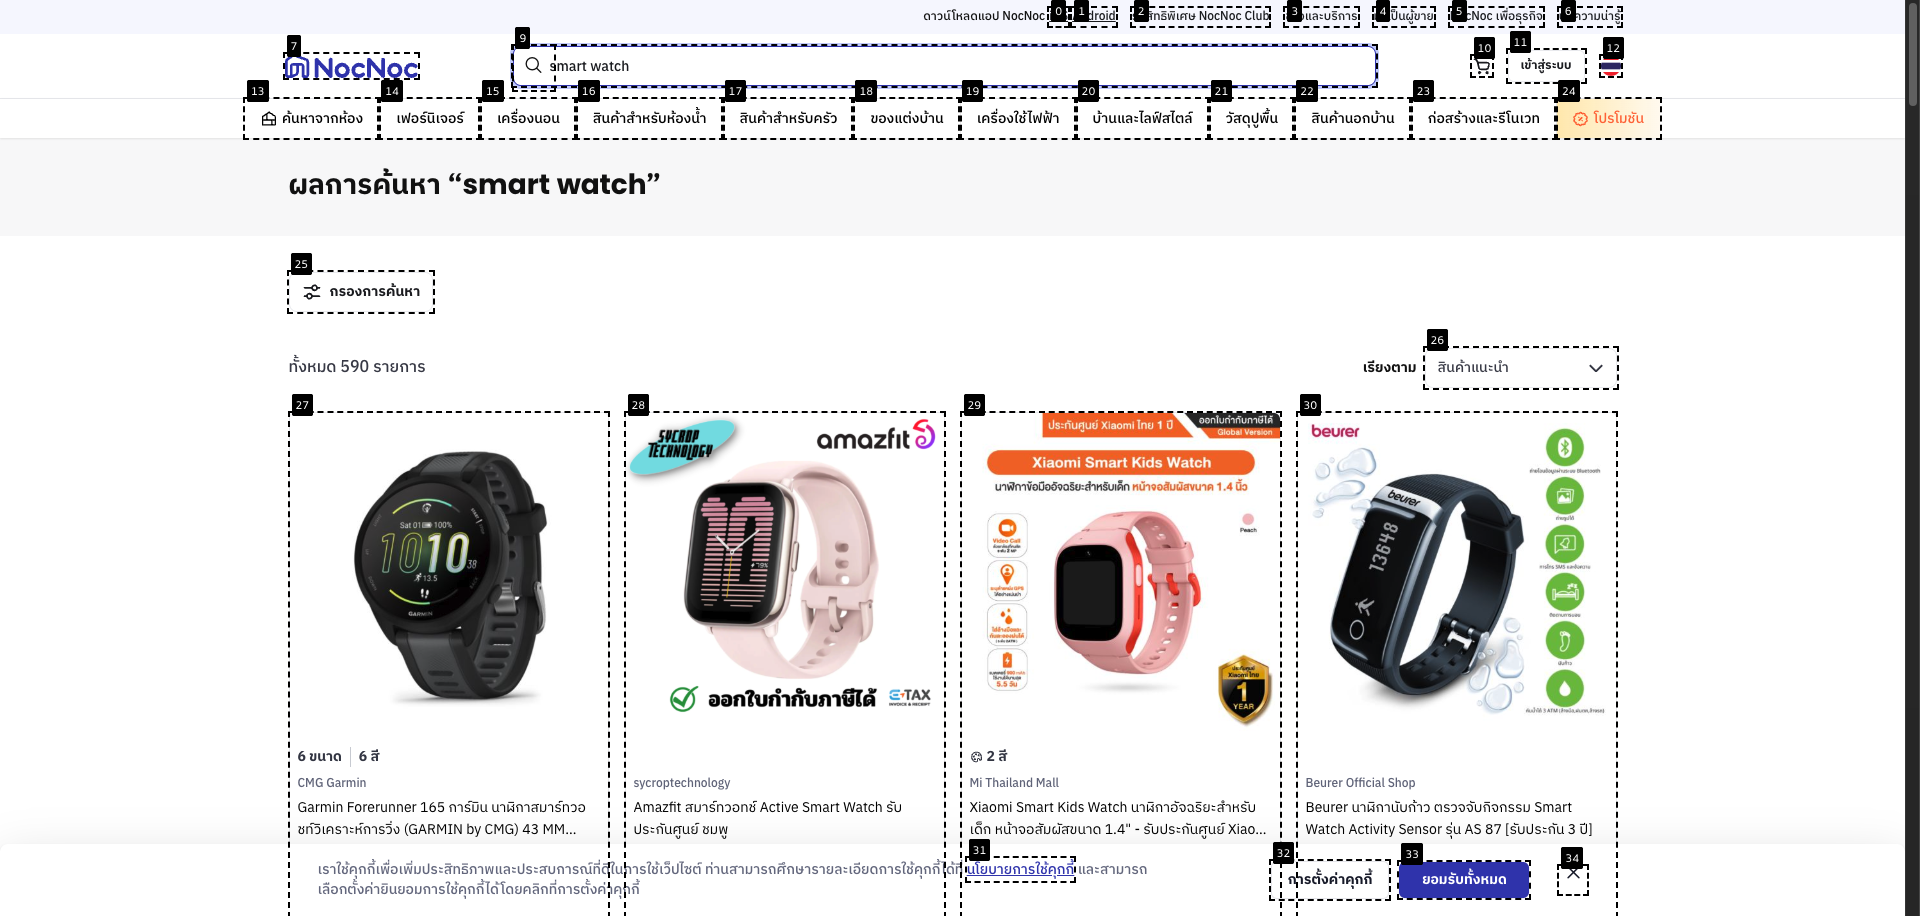 ดาวน์โหลดแอป NocNoc
NocNoc Club
และบริการ
เป็นผู้ขาย
เพื่อธุรกิจ
ความน่ารู้
NocNoc
smart watch
เข้าสู่ระบบ
ค้นหาจากห้อง
เฟอร์นิเจอร์
เครื่องนอน
สินค้าสำหรับห้องน้ำ
สินค้าสำหรับครัว
ของแต่งบ้าน
เครื่องใช้ไฟฟ้า
บ้านและไลฟ์สไตล์
วัสดุปูพื้น
สินค้านอกบ้าน
ก่อสร้างและรีโนเวท
โปรโมชัน
ผลการค้นหา “smart watch”
กรองการค้นหา
ทั้งหมด 590 รายการ
เรียงตาม
สินค้าแนะนำ
Sat 01 100%
10 10 38
13.5
GARMIN
6 ขนาด 6 สี
CMG Garmin
Garmin Forerunner 165 การ์มิน นาฬิกาสมาร์ทวอ
ชท์วิเคราะห์การวิ่ง (GARMIN by CMG) 43 MM...
SYCROP
TECHNOLOGY
amazfit
ออกใบกำกับภาษีได้
E-TAX
INVOICE & RECEIPT
sycroptechnology
Amazfit สมาร์ทวอทช์ Active Smart Watch รับ
ประกันศูนย์ ชมพู
ประกันศูนย์ Xiaomi ไทย 1 ปี
ออกใบกำกับภาษีได้
Global Version
Xiaomi Smart Kids Watch
นาฬิกาข้อมืออัจฉริยะสำหรับเด็ก หน้าจอสัมผัสขนาด 1.4 นิ้ว
Peach
Video Call
5.5 วัน
1
YEAR
2 สี
Mi Thailand Mall
Xiaomi Smart Kids Watch นาฬิกาอัจฉริยะสำหรับ
เด็ก หน้าจอสัมผัสขนาด 1.4" - รับประกันศูนย์ Xiao...
beurer
beurer
13648
Beurer Official Shop
Beurer นาฬิกานับก้าว ตรวจจับกิจกรรม Smart
Watch Activity Sensor รุ่น AS 87 [รับประกัน 3 ปี]
เราใช้คุกกี้เพื่อเพิ่มประสิทธิภาพและประสบการณ์ที่ดีในการใช้เว็ปไซต์ ท่านสามารถศึกษารายละเอียดการใช้คุกกี้ได้ที่ นโยบายการใช้คุกกี้ และสามารถ
เลือกตั้งค่ายินยอมการใช้คุกกี้ได้โดยคลิกที่การตั้งค่าคุกกี้
การตั้งค่าคุกกี้
ยอมรับทั้งหมด
0
1
2
3
4
5
6
7
9
10
11
12
13
14
15
16
17
18
19
20
21
22
23
24
25
26
27
28
29
30
31
32
33
34